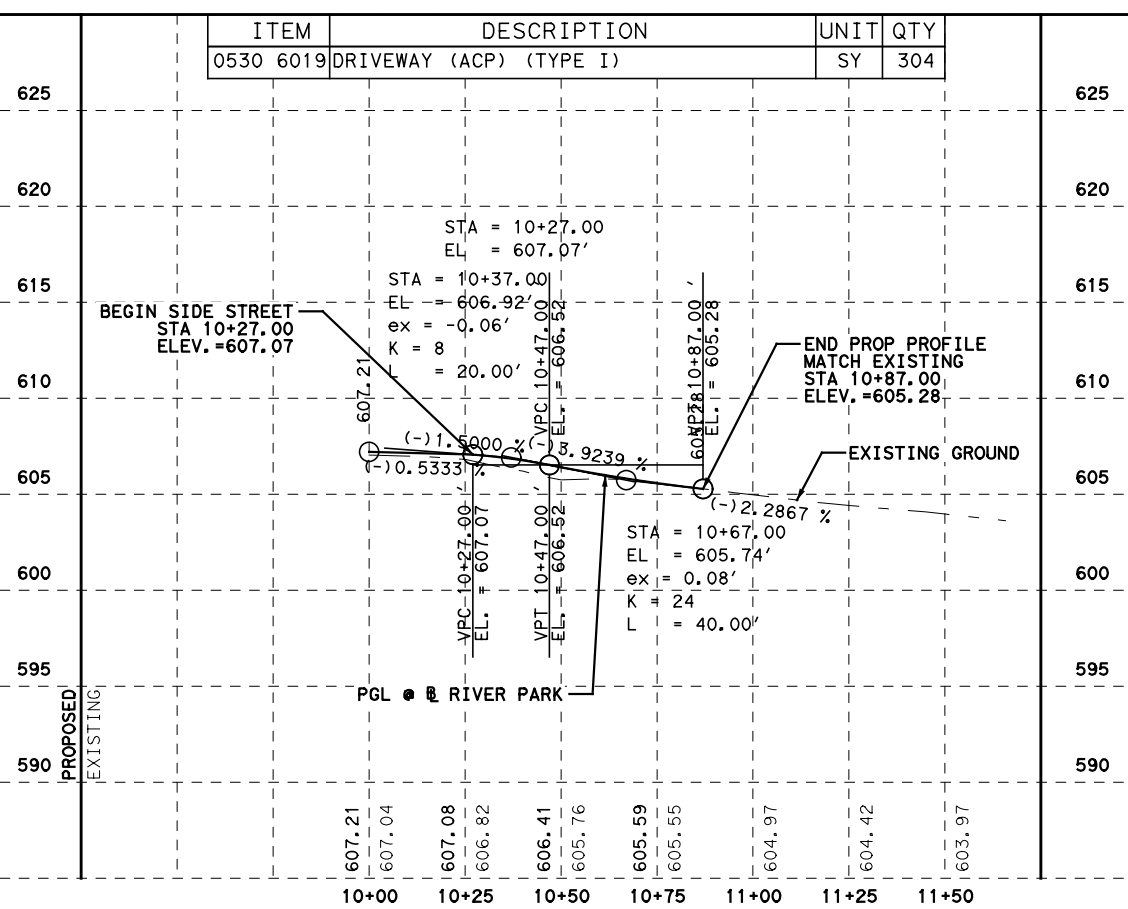 ITEM DESCRIPTION UNIT QTY
0530 6019 DRIVEWAY (ACP) (TYPE I) SY 304
625 625
620 620
STA = 10+27.00
EL = 607.07'
615 615
STA = 10+37.00
EL = 606.92'
ex = -0.06'
K = 8
L = 20.00'
BEGIN SIDE STREET
STA 10+27.00
ELEV.=607.07
VPC 10+47.00 '
EL. = 606.52
VPT 10+87.00 '
EL. = 605.28
605.28
END PROP PROFILE
MATCH EXISTING
STA 10+87.00
ELEV.=605.28
610 610
607.21
(-)1.5000 %
(-)3.9239 %
(-)0.5333 %
EXISTING GROUND
605 605
(-)2.2867 %
VPC 10+27.00 '
EL. = 607.07
VPT 10+47.00 '
EL. = 606.52
STA = 10+67.00
EL = 605.74'
ex = 0.08'
K = 24
L = 40.00'
600 600
595 595
PGL @ RIVER PARK
PROPOSED
EXISTING
590 590
607.21
607.04
607.08
606.82
606.41
605.76
605.59
605.55
604.97
604.42
603.97
10+00 10+25 10+50 10+75 11+00 11+25 11+50